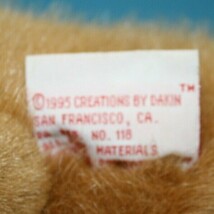 ™
©1995 CREATIONS BY DAKIN
SAN FRANCISCO, CA.
NO. 118
MATERIALS